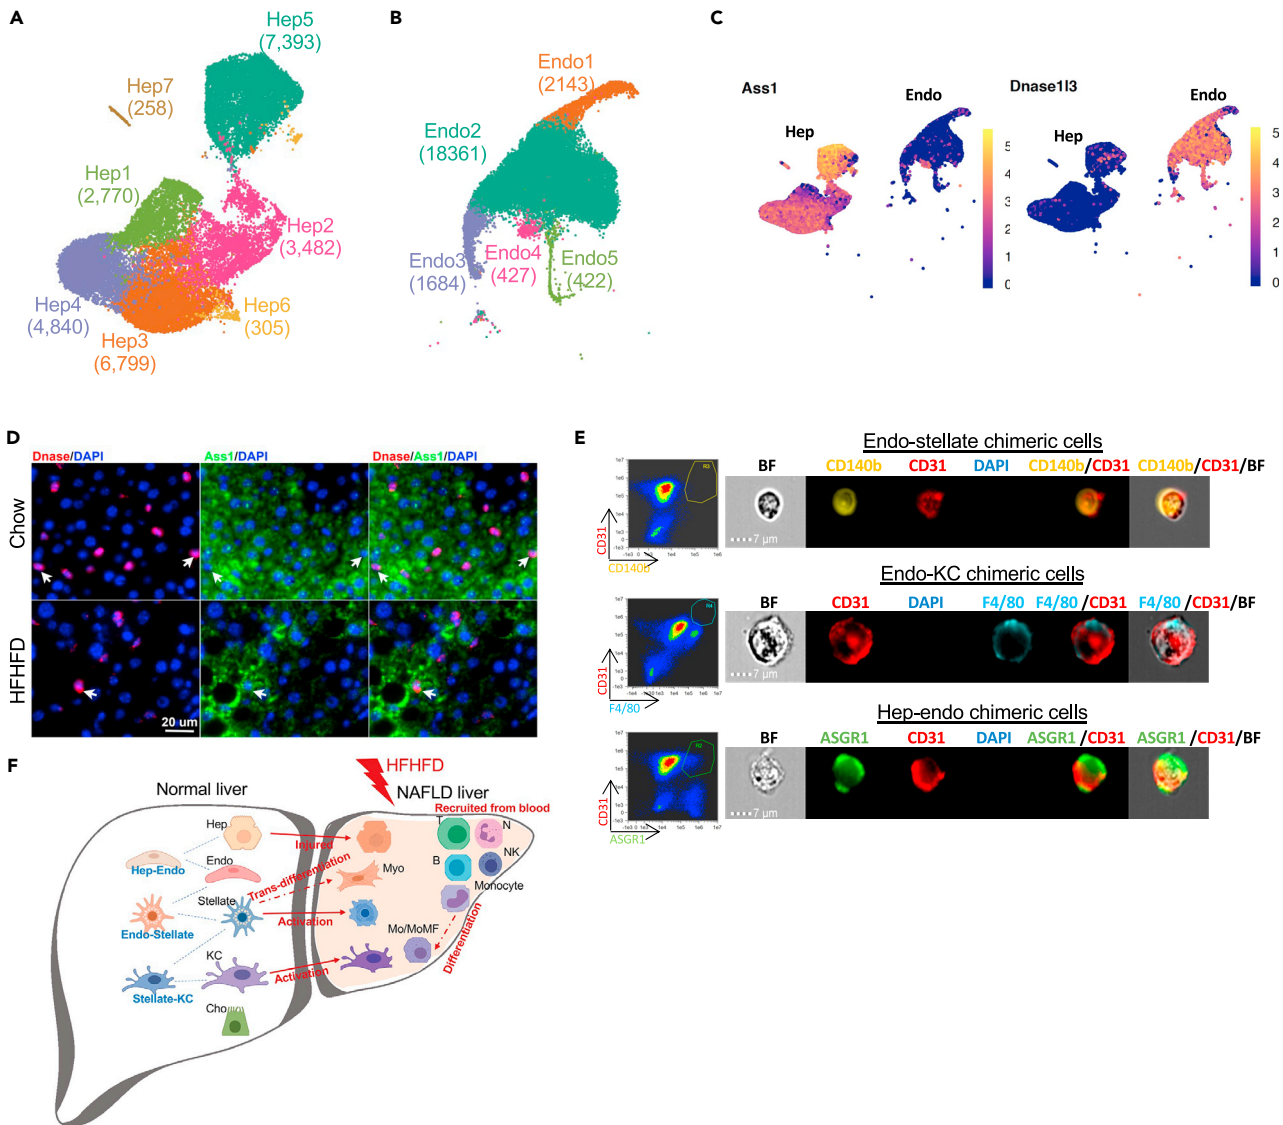 A
Hep5
(7,393)
Hep7
(258)
Hep1
(2,770)
Hep2
(3,482)
Hep4
(4,840)
Hep6
(305)
Hep3
(6,799)
B
Endo1
(2143)
Endo2
(18361)
Endo3
(1684)
Endo4
(427)
Endo5
(422)
C
Ass1
Hep
Endo
5
4
3
2
1
0
Dnase1l3
Hep
Endo
5
4
3
2
1
0
D
Dnase/DAPI
Ass1/DAPI
Dnase/Ass1/DAPI
Chow
HFHFD
20 um
E
Endo-stellate chimeric cells
BF CD140b CD31 DAPI CD140b/CD31 CD140b/CD31/BF
R3
CD31
CD140b
7 µm
Endo-KC chimeric cells
BF CD31 DAPI F4/80 F4/80/CD31 F4/80/CD31/BF
R4
CD31
F4/80
7 µm
Hep-endo chimeric cells
BF ASGR1 CD31 DAPI ASGR1/CD31 ASGR1/CD31/BF
R2
CD31
ASGR1
7 µm
F
HFHFD
Normal liver
NAFLD liver
Recruited from blood
Hep
Injured
T
N
Hep-Endo
Endo
Trans-differentiation
Myo
B
NK
Stellate
Monocyte
Endo-Stellate
Activation
Mo/MoMF
Differentiation
KC
Activation
Stellate-KC
Cho